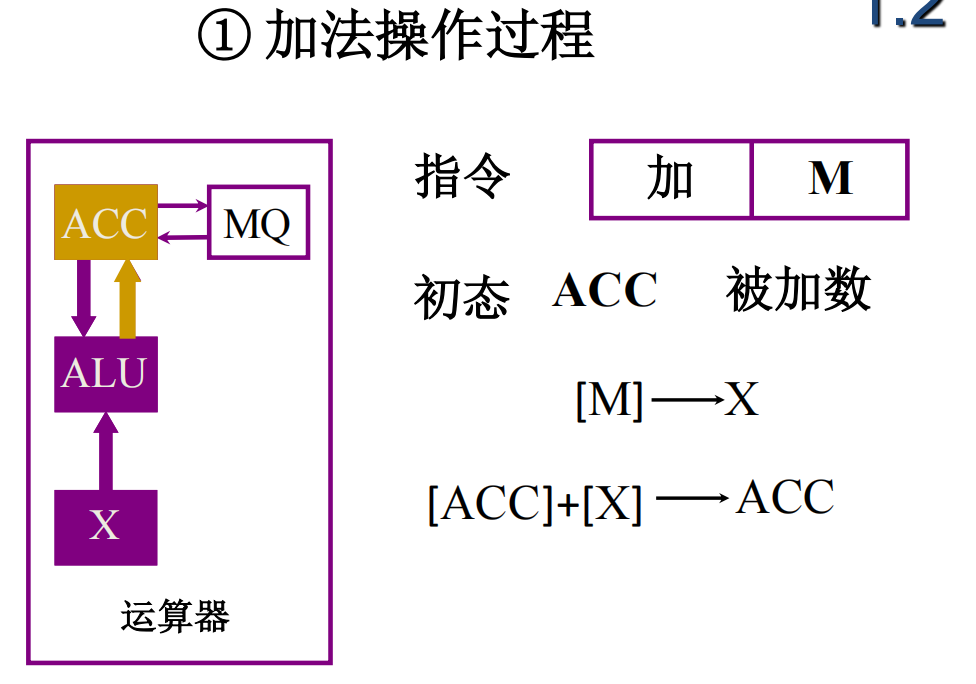 ① 加法操作过程
1.2
指令 加 M
初态 ACC 被加数
[M] → X
[ACC]+[X] → ACC
ACC MQ
ALU
X
运算器